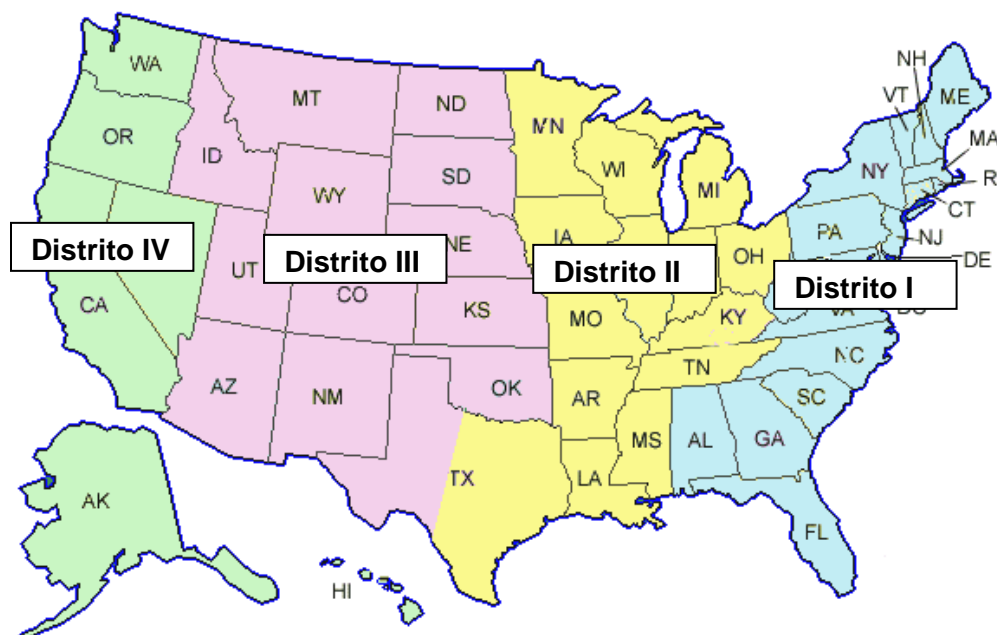 NH
WA
VT
ME
MT
ND
MN
OR
MA
ID
WI
NY
SD
MI
R
WY
CT
PA
NJ
Distrito IV
Distrito III
NE
IA
Distrito II
OH
Distrito I
DE
UT
CO
CA
KS
MO
KY
VA
NC
TN
AZ
NM
OK
AR
SC
MS
AL
GA
TX
LA
AK
FL
HI